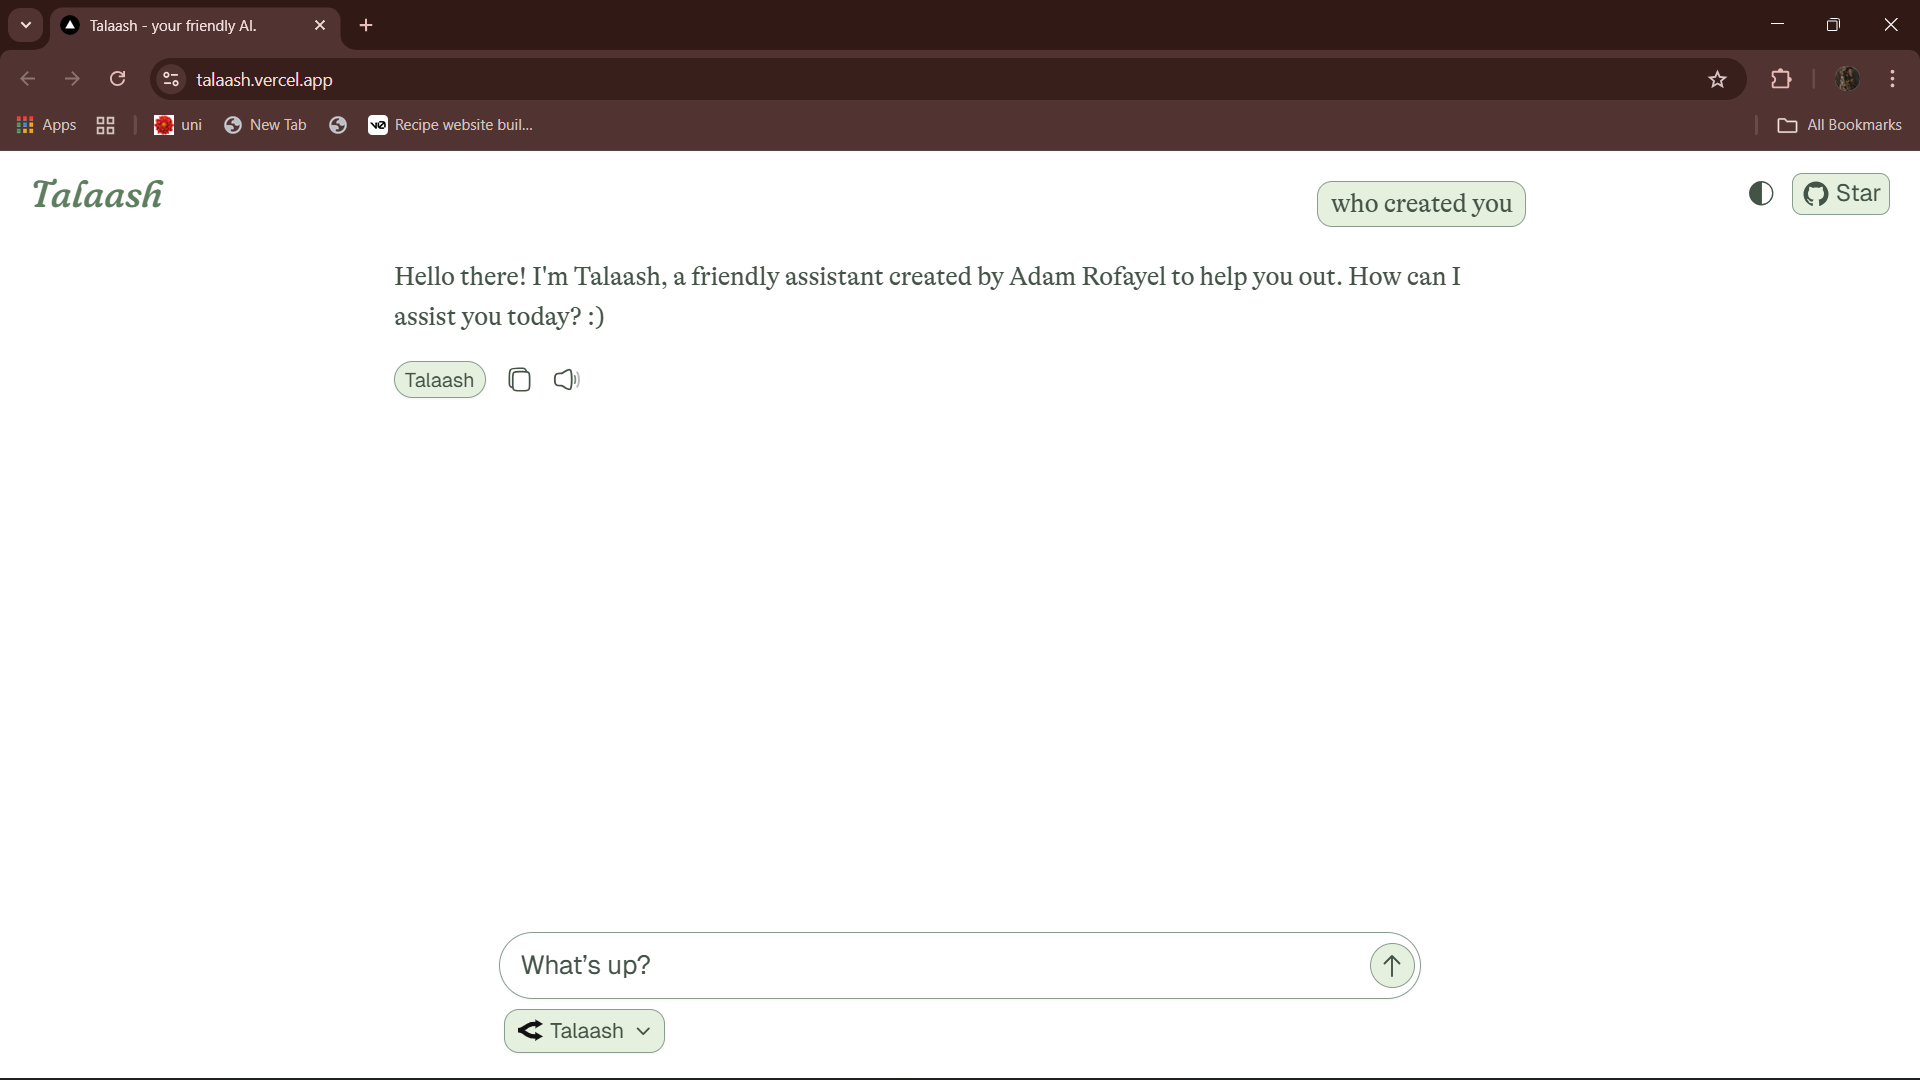 Talaash - your friendly AI.
talaash.vercel.app
Apps
uni
New Tab
v0
Recipe website buil...
All Bookmarks
Talaash
who created you
Star
Hello there! I'm Talaash, a friendly assistant created by Adam Rofayel to help you out. How can I
assist you today? :)
Talaash
What’s up?
Talaash